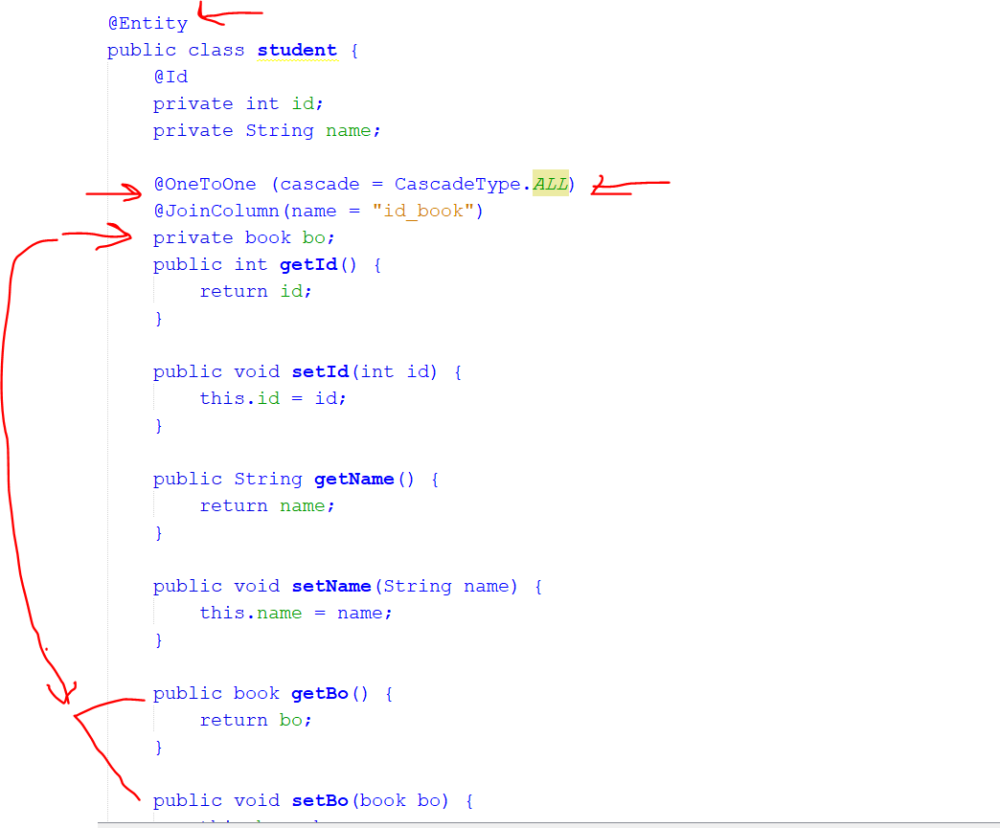 @Entity
public class student {
@Id
private int id;
private String name;
@OneToOne (cascade = CascadeType.ALL)
@JoinColumn(name = "id_book")
private book bo;
public int getId() {
return id;
}
public void setId(int id) {
this.id = id;
}
public String getName() {
return name;
}
public void setName(String name) {
this.name = name;
}
public book getBo() {
return bo;
}
public void setBo(book bo) {